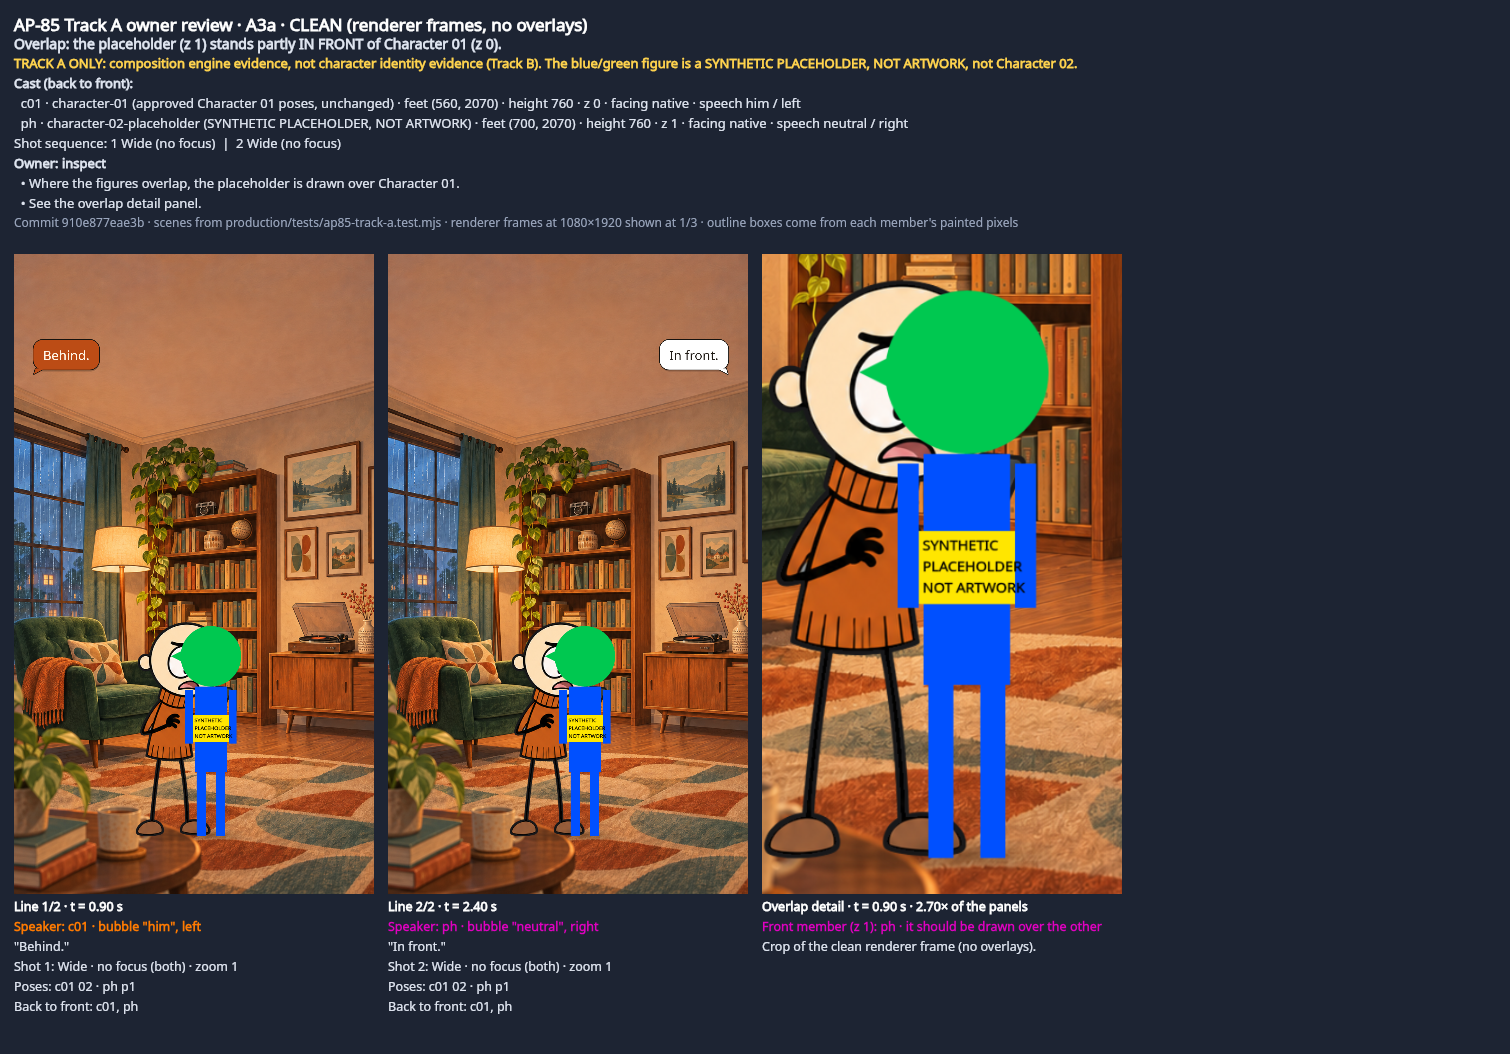 AP-85 Track A owner review · A3a · CLEAN (renderer frames, no overlays)
Overlap: the placeholder (z 1) stands partly IN FRONT of Character 01 (z 0).
TRACK A ONLY: composition engine evidence, not character identity evidence (Track B). The blue/green figure is a SYNTHETIC PLACEHOLDER, NOT ARTWORK, not Character 02.
Cast (back to front):
c01 · character-01 (approved Character 01 poses, unchanged) · feet (560, 2070) · height 760 · z 0 · facing native · speech him / left
ph · character-02-placeholder (SYNTHETIC PLACEHOLDER, NOT ARTWORK) · feet (700, 2070) · height 760 · z 1 · facing native · speech neutral / right
Shot sequence: 1 Wide (no focus) | 2 Wide (no focus)
Owner: inspect
• Where the figures overlap, the placeholder is drawn over Character 01.
• See the overlap detail panel.
Commit 910e877eae3b · scenes from production/tests/ap85-track-a.test.mjs · renderer frames at 1080×1920 shown at 1/3 · outline boxes come from each member's painted pixels
Behind.
SYNTHETIC
PLACEHOLDER
NOT ARTWORK
Line 1/2 · t = 0.90 s
Speaker: c01 · bubble "him", left
"Behind."
Shot 1: Wide · no focus (both) · zoom 1
Poses: c01 02 · ph p1
Back to front: c01, ph
In front.
SYNTHETIC
PLACEHOLDER
NOT ARTWORK
Line 2/2 · t = 2.40 s
Speaker: ph · bubble "neutral", right
"In front."
Shot 2: Wide · no focus (both) · zoom 1
Poses: c01 02 · ph p1
Back to front: c01, ph
SYNTHETIC
PLACEHOLDER
NOT ARTWORK
Overlap detail · t = 0.90 s · 2.70× of the panels
Front member (z 1): ph · it should be drawn over the other
Crop of the clean renderer frame (no overlays).